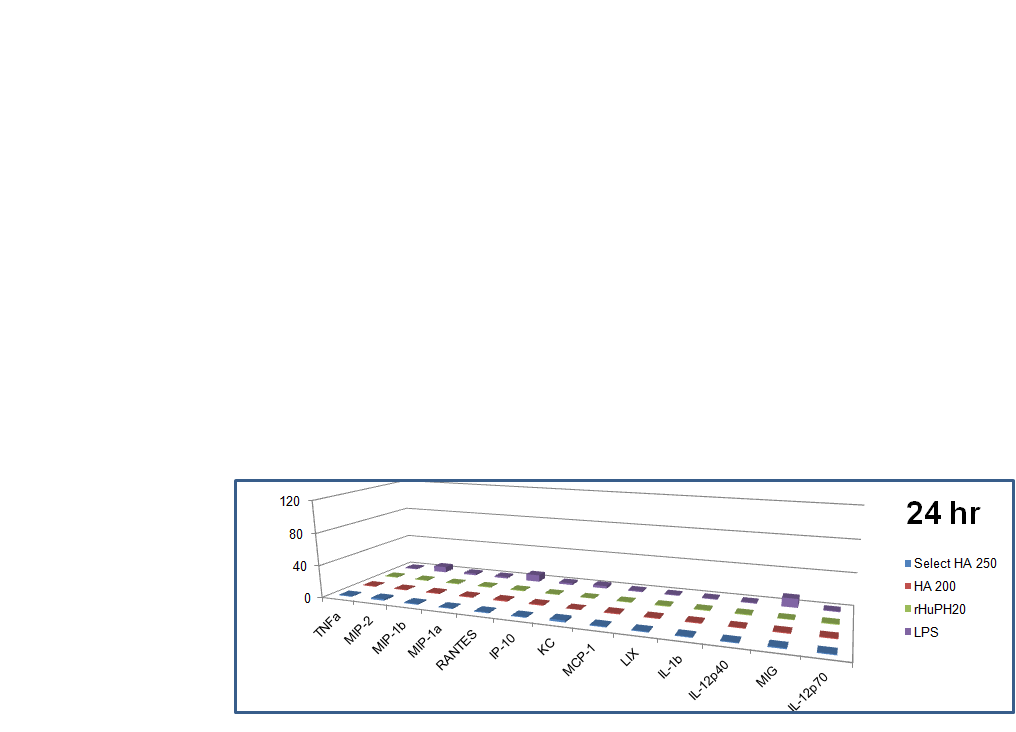 24 hr
120
80
40
0
TNFa
MIP-2
MIP-1b
MIP-1a
RANTES
IP-10
KC
MCP-1
LIX
IL-1b
IL-12p40
MIG
IL-12p70
Select HA 250
HA 200
rHuPH20
LPS